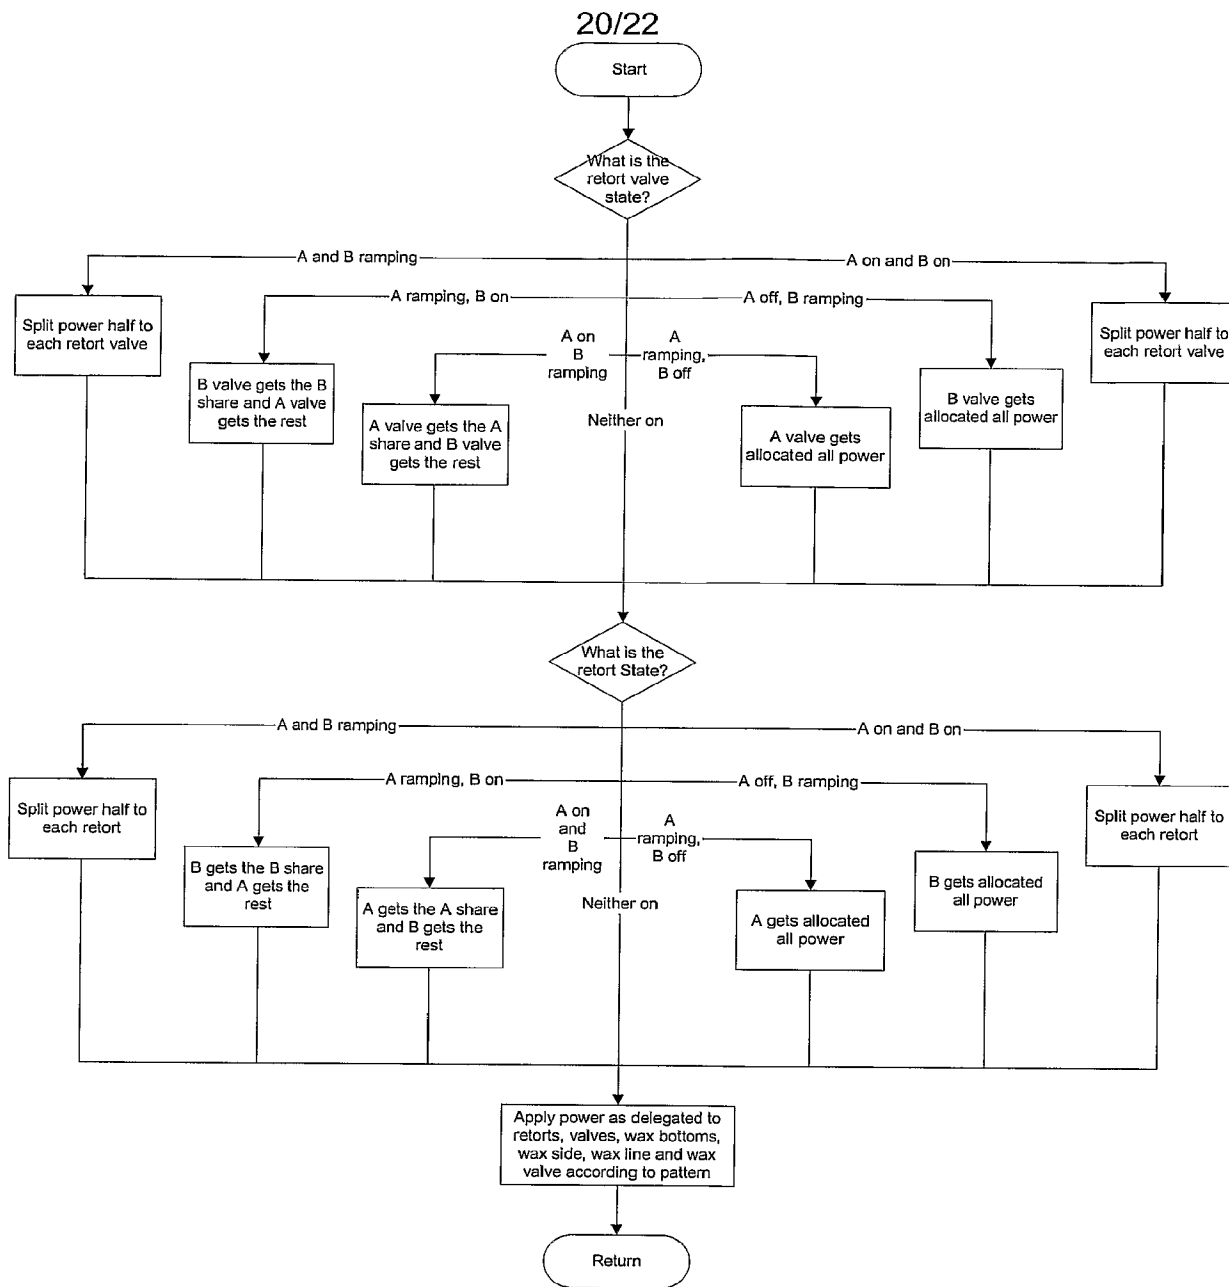 20/22
Start
What is the
retort valve
state?
A and B ramping
A on and B on
Split power half to
each retort valve
A ramping, B on
A off, B ramping
Split power half to
each retort valve
B valve gets the B
share and A valve
gets the rest
A on
B
ramping
A
ramping,
B off
B valve gets
allocated all power
A valve gets the A
share and B valve
gets the rest
Neither on
A valve gets
allocated all power
What is the
retort State?
A and B ramping
A on and B on
Split power half to
each retort
A ramping, B on
A off, B ramping
Split power half to
each retort
B gets the B share
and A gets the
rest
A on
and
B
ramping
A
ramping,
B off
B gets allocated
all power
A gets the A share
and B gets the
rest
Neither on
A gets allocated
all power
Apply power as delegated to
retorts, valves, wax bottoms,
wax side, wax line and wax
valve according to pattern
Return